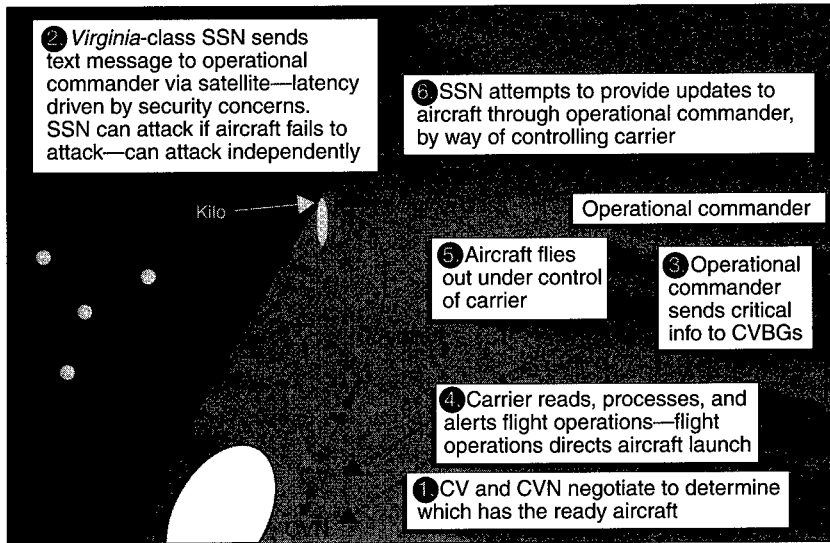 2. Virginia-class SSN sends
text message to operational
commander via satellite—latency
driven by security concerns.
SSN can attack if aircraft fails to
attack—can attack independently
6. SSN attempts to provide updates to
aircraft through operational commander,
by way of controlling carrier
Kilo
Operational commander
5. Aircraft flies
out under control
of carrier
3. Operational
commander
sends critical
info to CVBGs
4. Carrier reads, processes, and
alerts flight operations—flight
operations directs aircraft launch
CVN
1. CV and CVN negotiate to determine
which has the ready aircraft